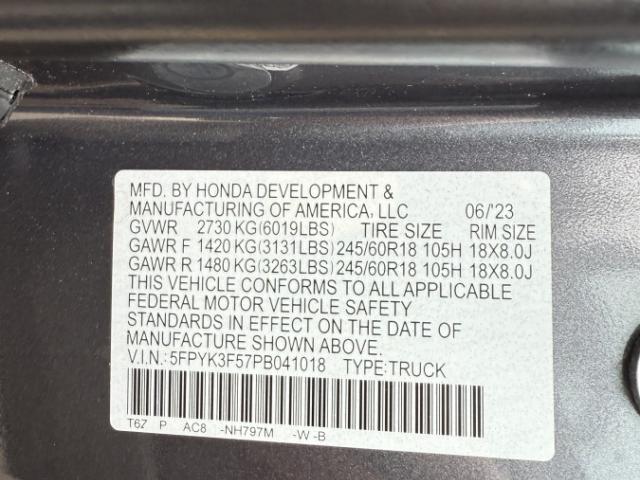 MFD. BY HONDA DEVELOPMENT &
MANUFACTURING OF AMERICA, LLC 06/'23
GVWR 2730 KG(6019LBS) TIRE SIZE RIM SIZE
GAWR F 1420 KG(3131LBS) 245/60R18 105H 18X8.0J
GAWR R 1480 KG(3263LBS) 245/60R18 105H 18X8.0J
THIS VEHICLE CONFORMS TO ALL APPLICABLE
FEDERAL MOTOR VEHICLE SAFETY
STANDARDS IN EFFECT ON THE DATE OF
MANUFACTURE SHOWN ABOVE.
V.I.N.:5FPYK3F57PB041018 TYPE:TRUCK
T6Z P AC8 -NH797M -W -B